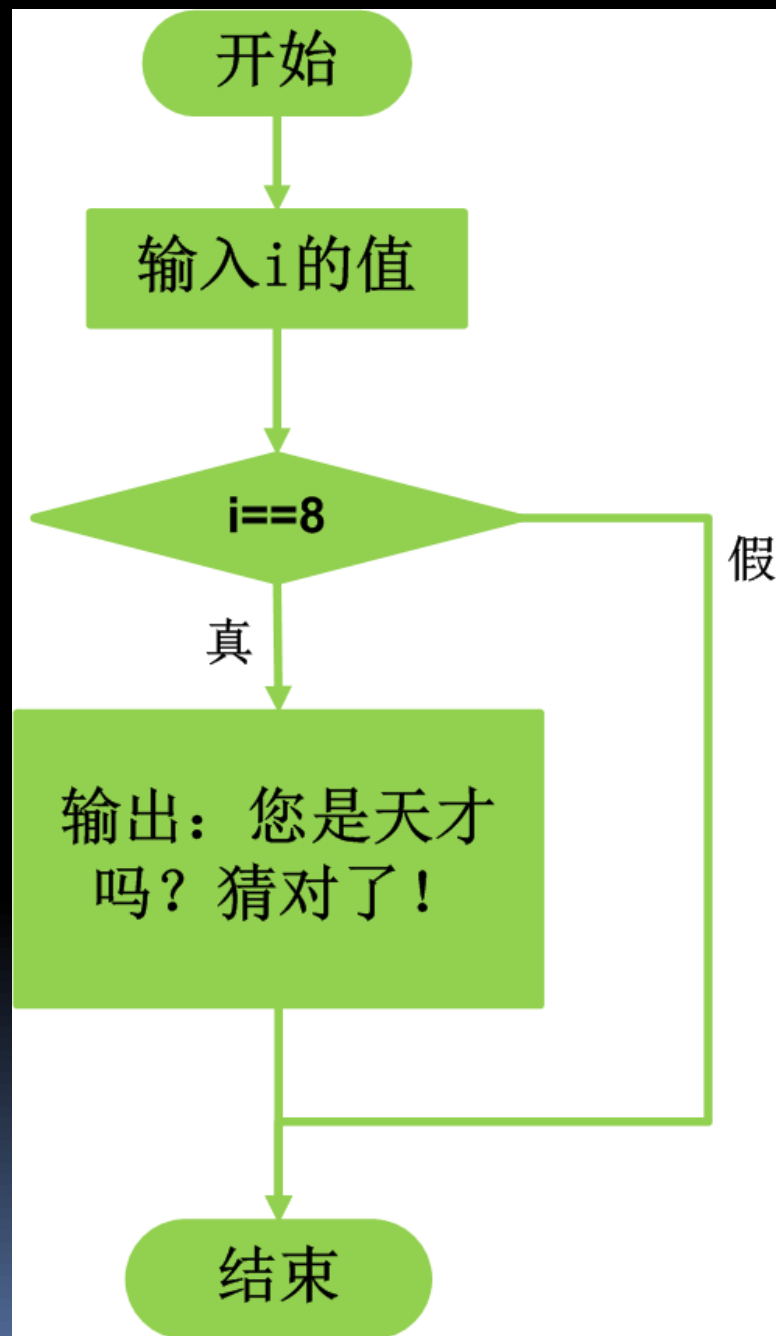 开始
输入i的值
i==8
假
真
输出：您是天才
吗？猜对了！
结束